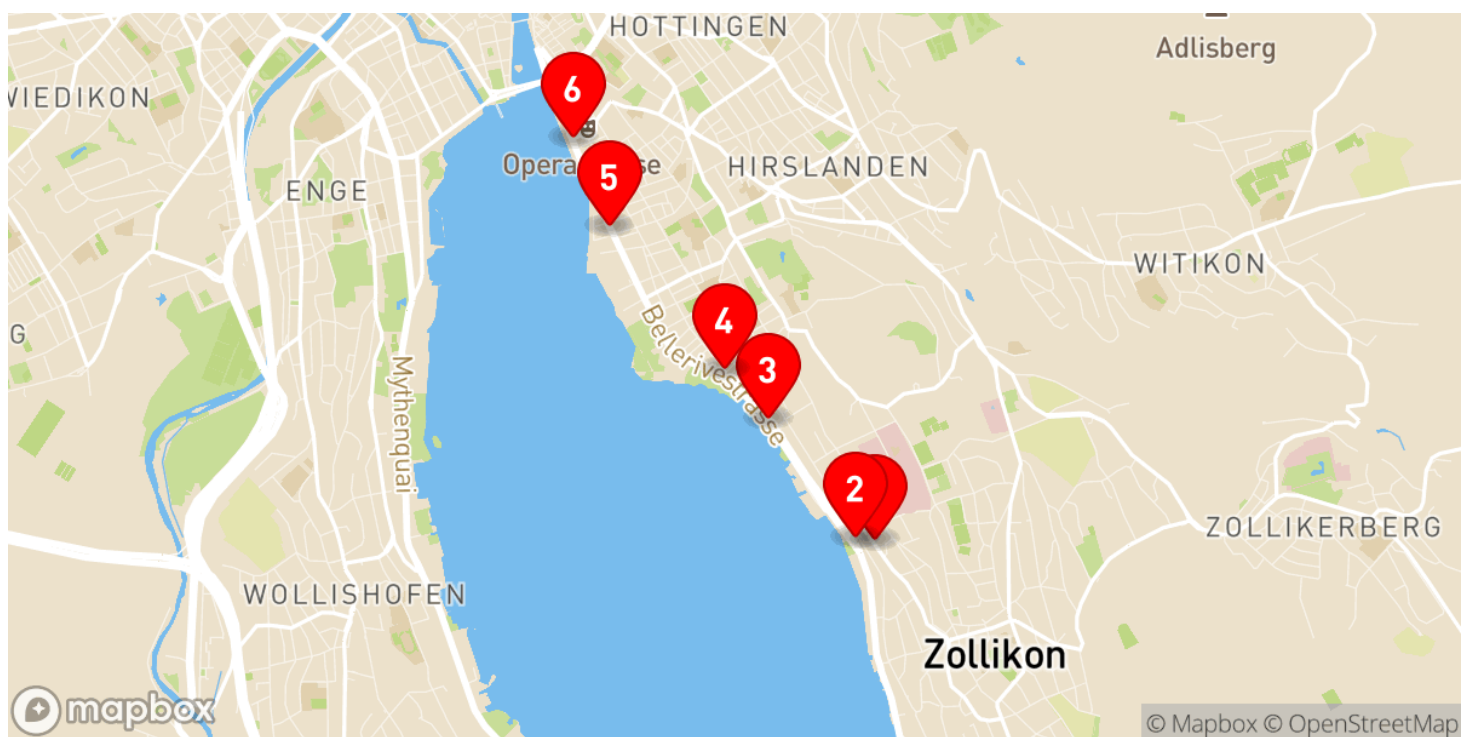 HOTTINGEN
Adlisberg
WIEDIKON
6
Opera
sse
HIRSLANDEN
5
ENGE
WITIKON
4
Bellerivestrasse
G
3
Mythenquai
2
ZOLLIKERBERG
WOLLISHOFEN
Zollikon
mapbox
© Mapbox © OpenStreetMap